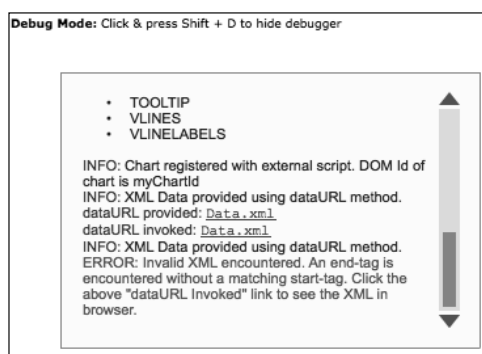 Debug Mode: Click & press Shift + D to hide debugger
• TOOLTIP
• VLINES
• VLINELABELS
INFO: Chart registered with external script. DOM Id of
chart is myChartId
INFO: XML Data provided using dataURL method.
dataURL provided: Data.xml
dataURL invoked: Data.xml
INFO: XML Data provided using dataURL method.
ERROR: Invalid XML encountered. An end-tag is
encountered without a matching start-tag. Click the
above "dataURL Invoked" link to see the XML in
browser.